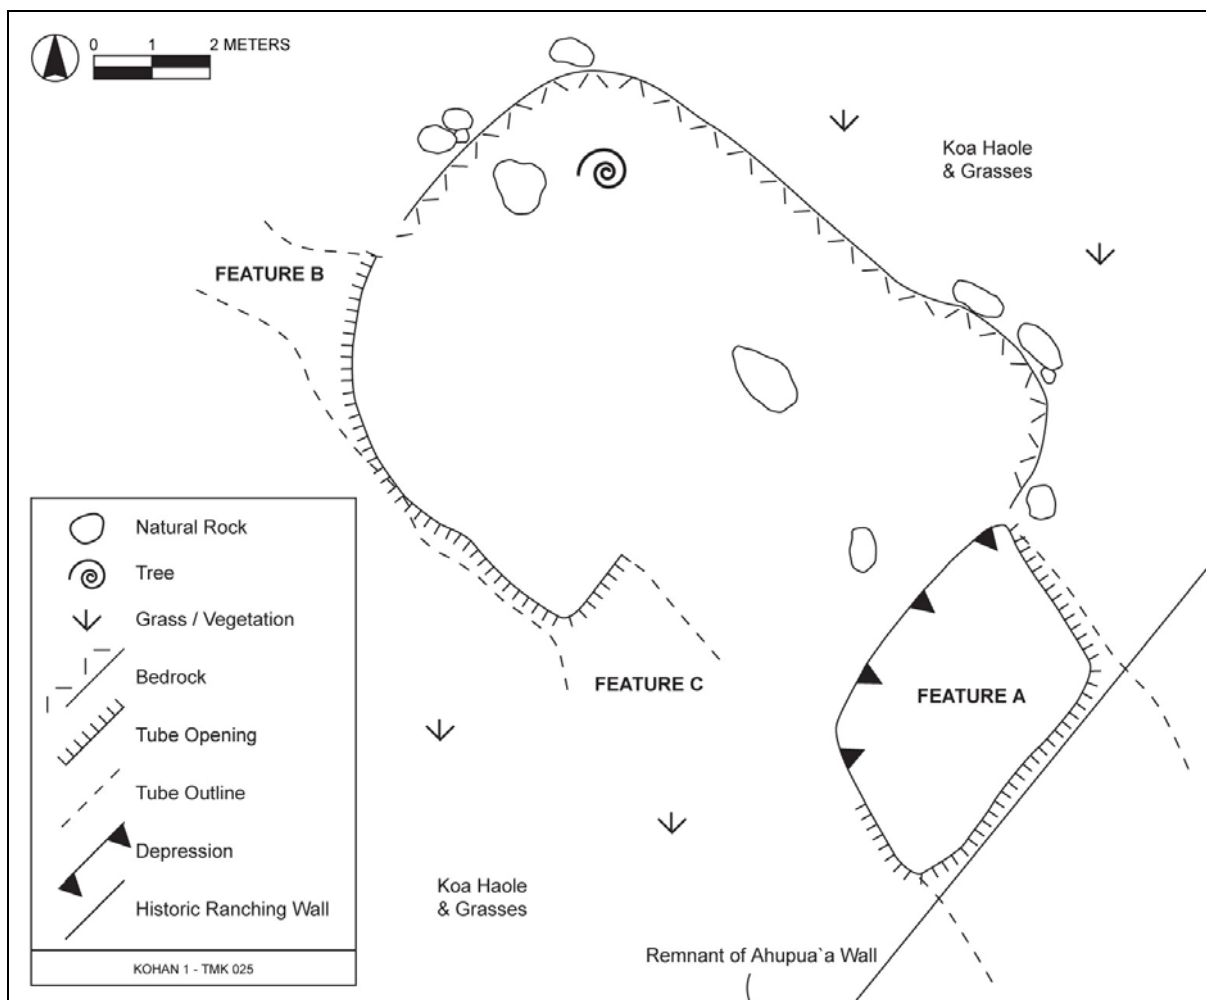 0 1 2 METERS
Koa Haole
& Grasses
FEATURE B
Natural Rock
Tree
Grass / Vegetation
Bedrock
Tube Opening
Tube Outline
Depression
Historic Ranching Wall
KOHAN 1 - TMK 025
FEATURE C
FEATURE A
Koa Haole
& Grasses
Remnant of Ahupua`a Wall